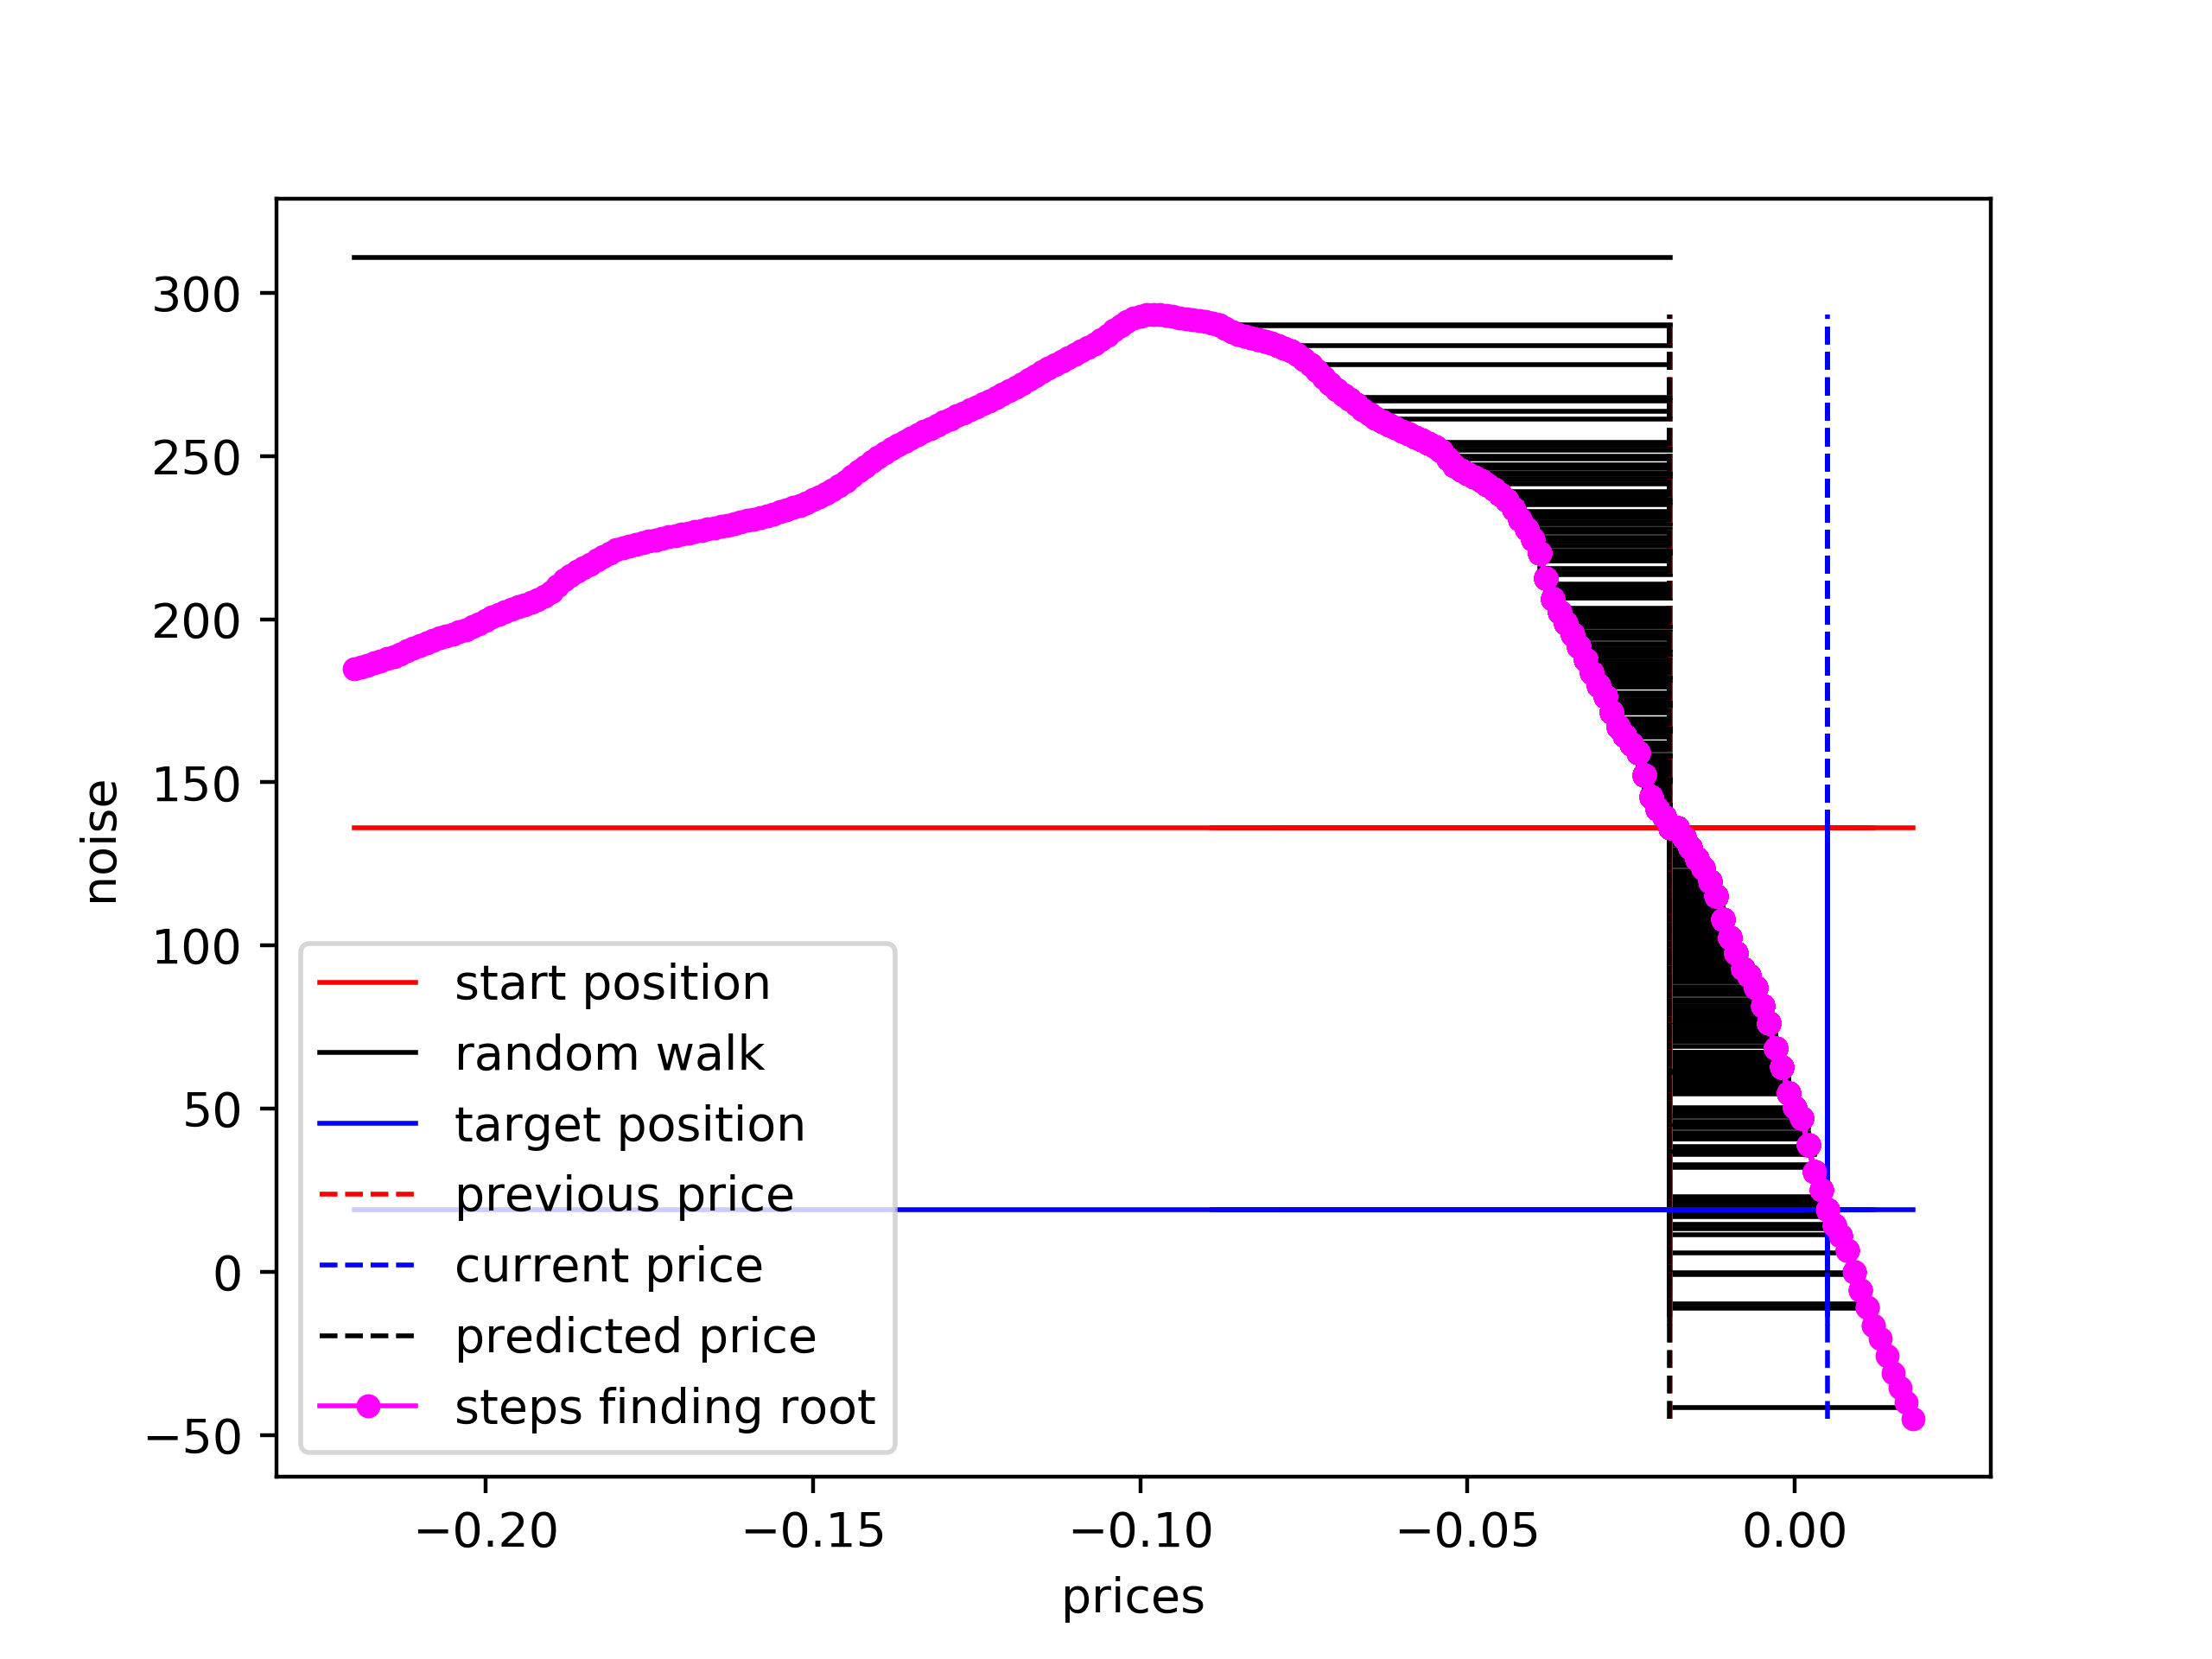 300
250
200
150
100
50
0
−50
noise
start position
random walk
target position
previous price
current price
predicted price
steps finding root
−0.20 −0.15 −0.10 −0.05 0.00
prices